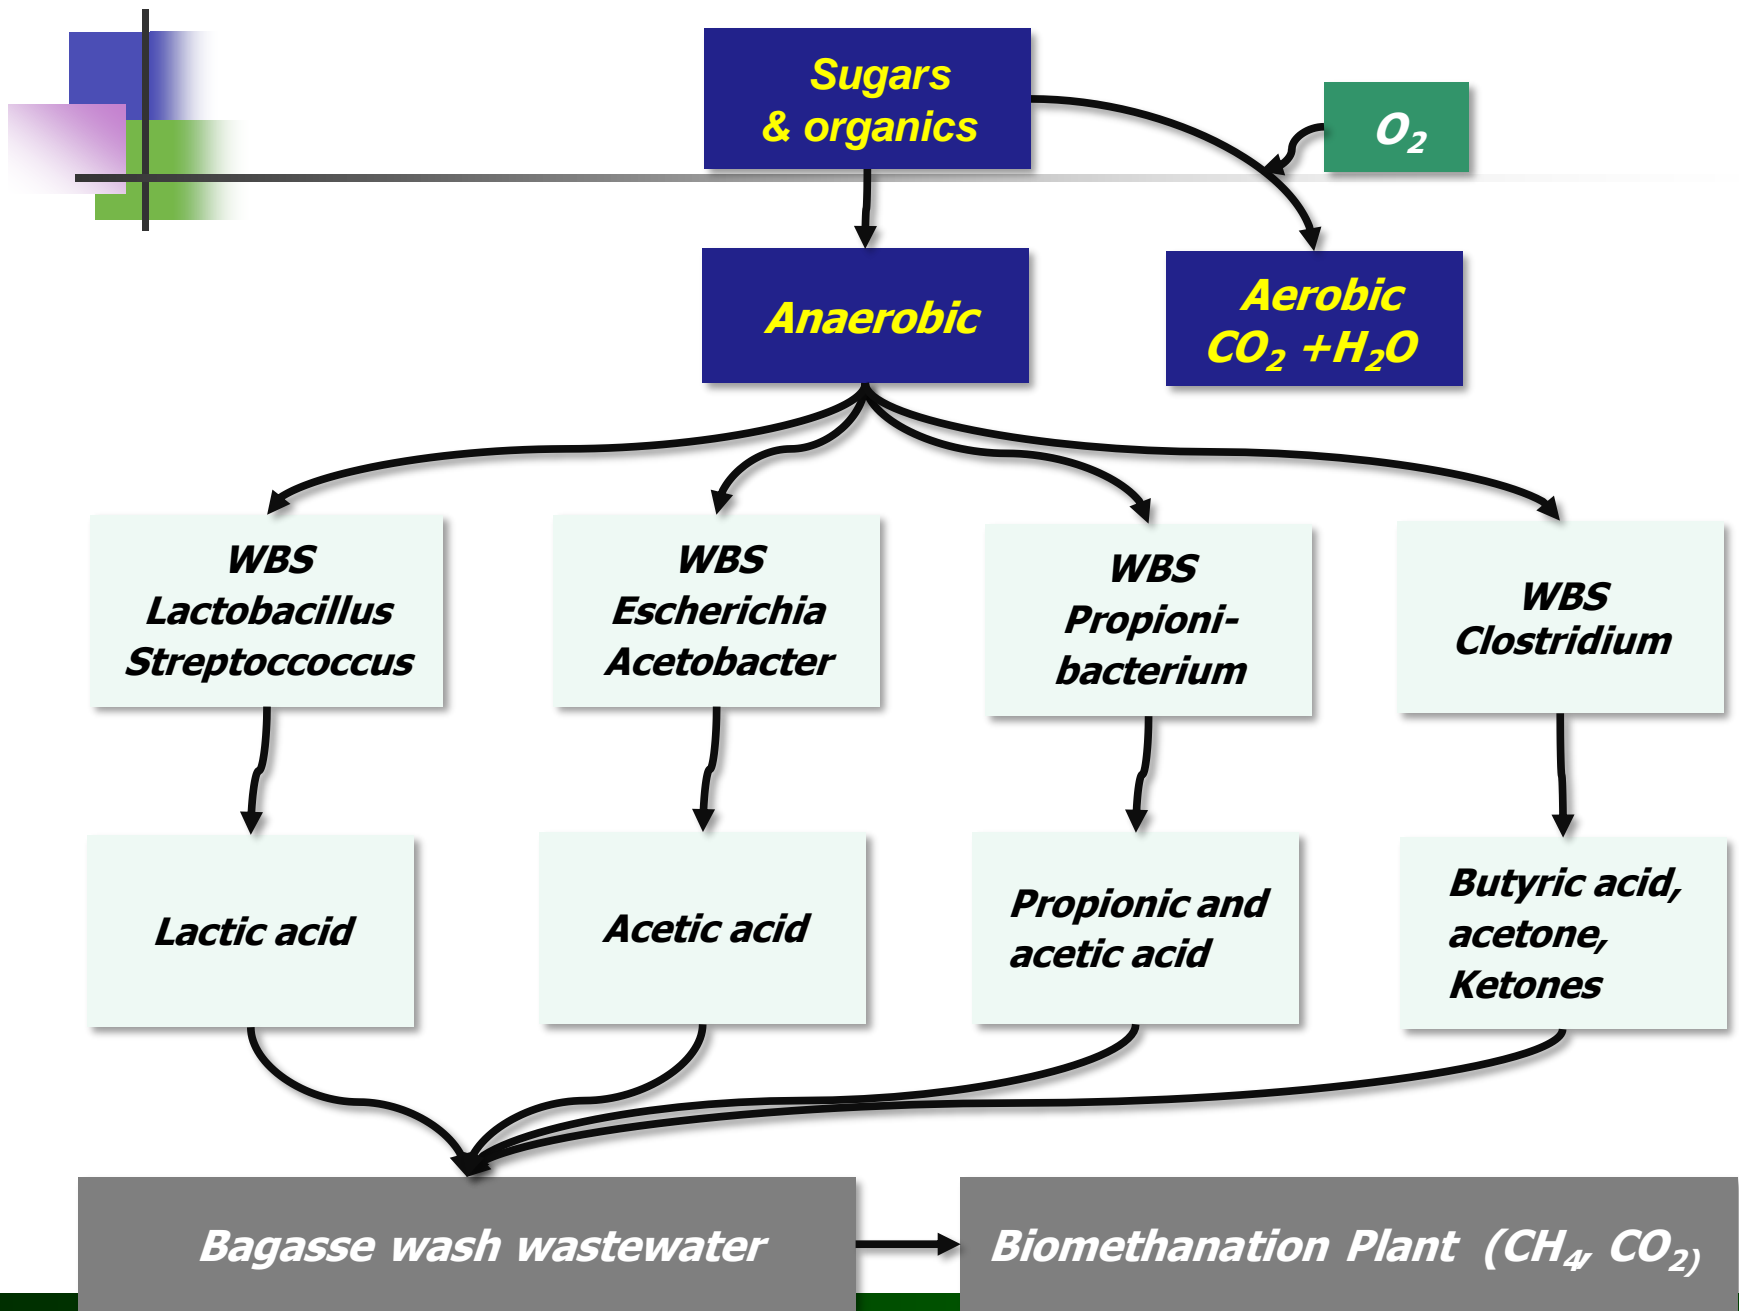 Sugars
& organics
O₂
Anaerobic
Aerobic
CO₂ +H₂O
WBS
Lactobacillus
Streptoccoccus
WBS
Escherichia
Acetobacter
WBS
Propioni-
bacterium
WBS
Clostridium
Lactic acid
Acetic acid
Propionic and
acetic acid
Butyric acid,
acetone,
Ketones
Bagasse wash wastewater
Biomethanation Plant (CH₄, CO₂)